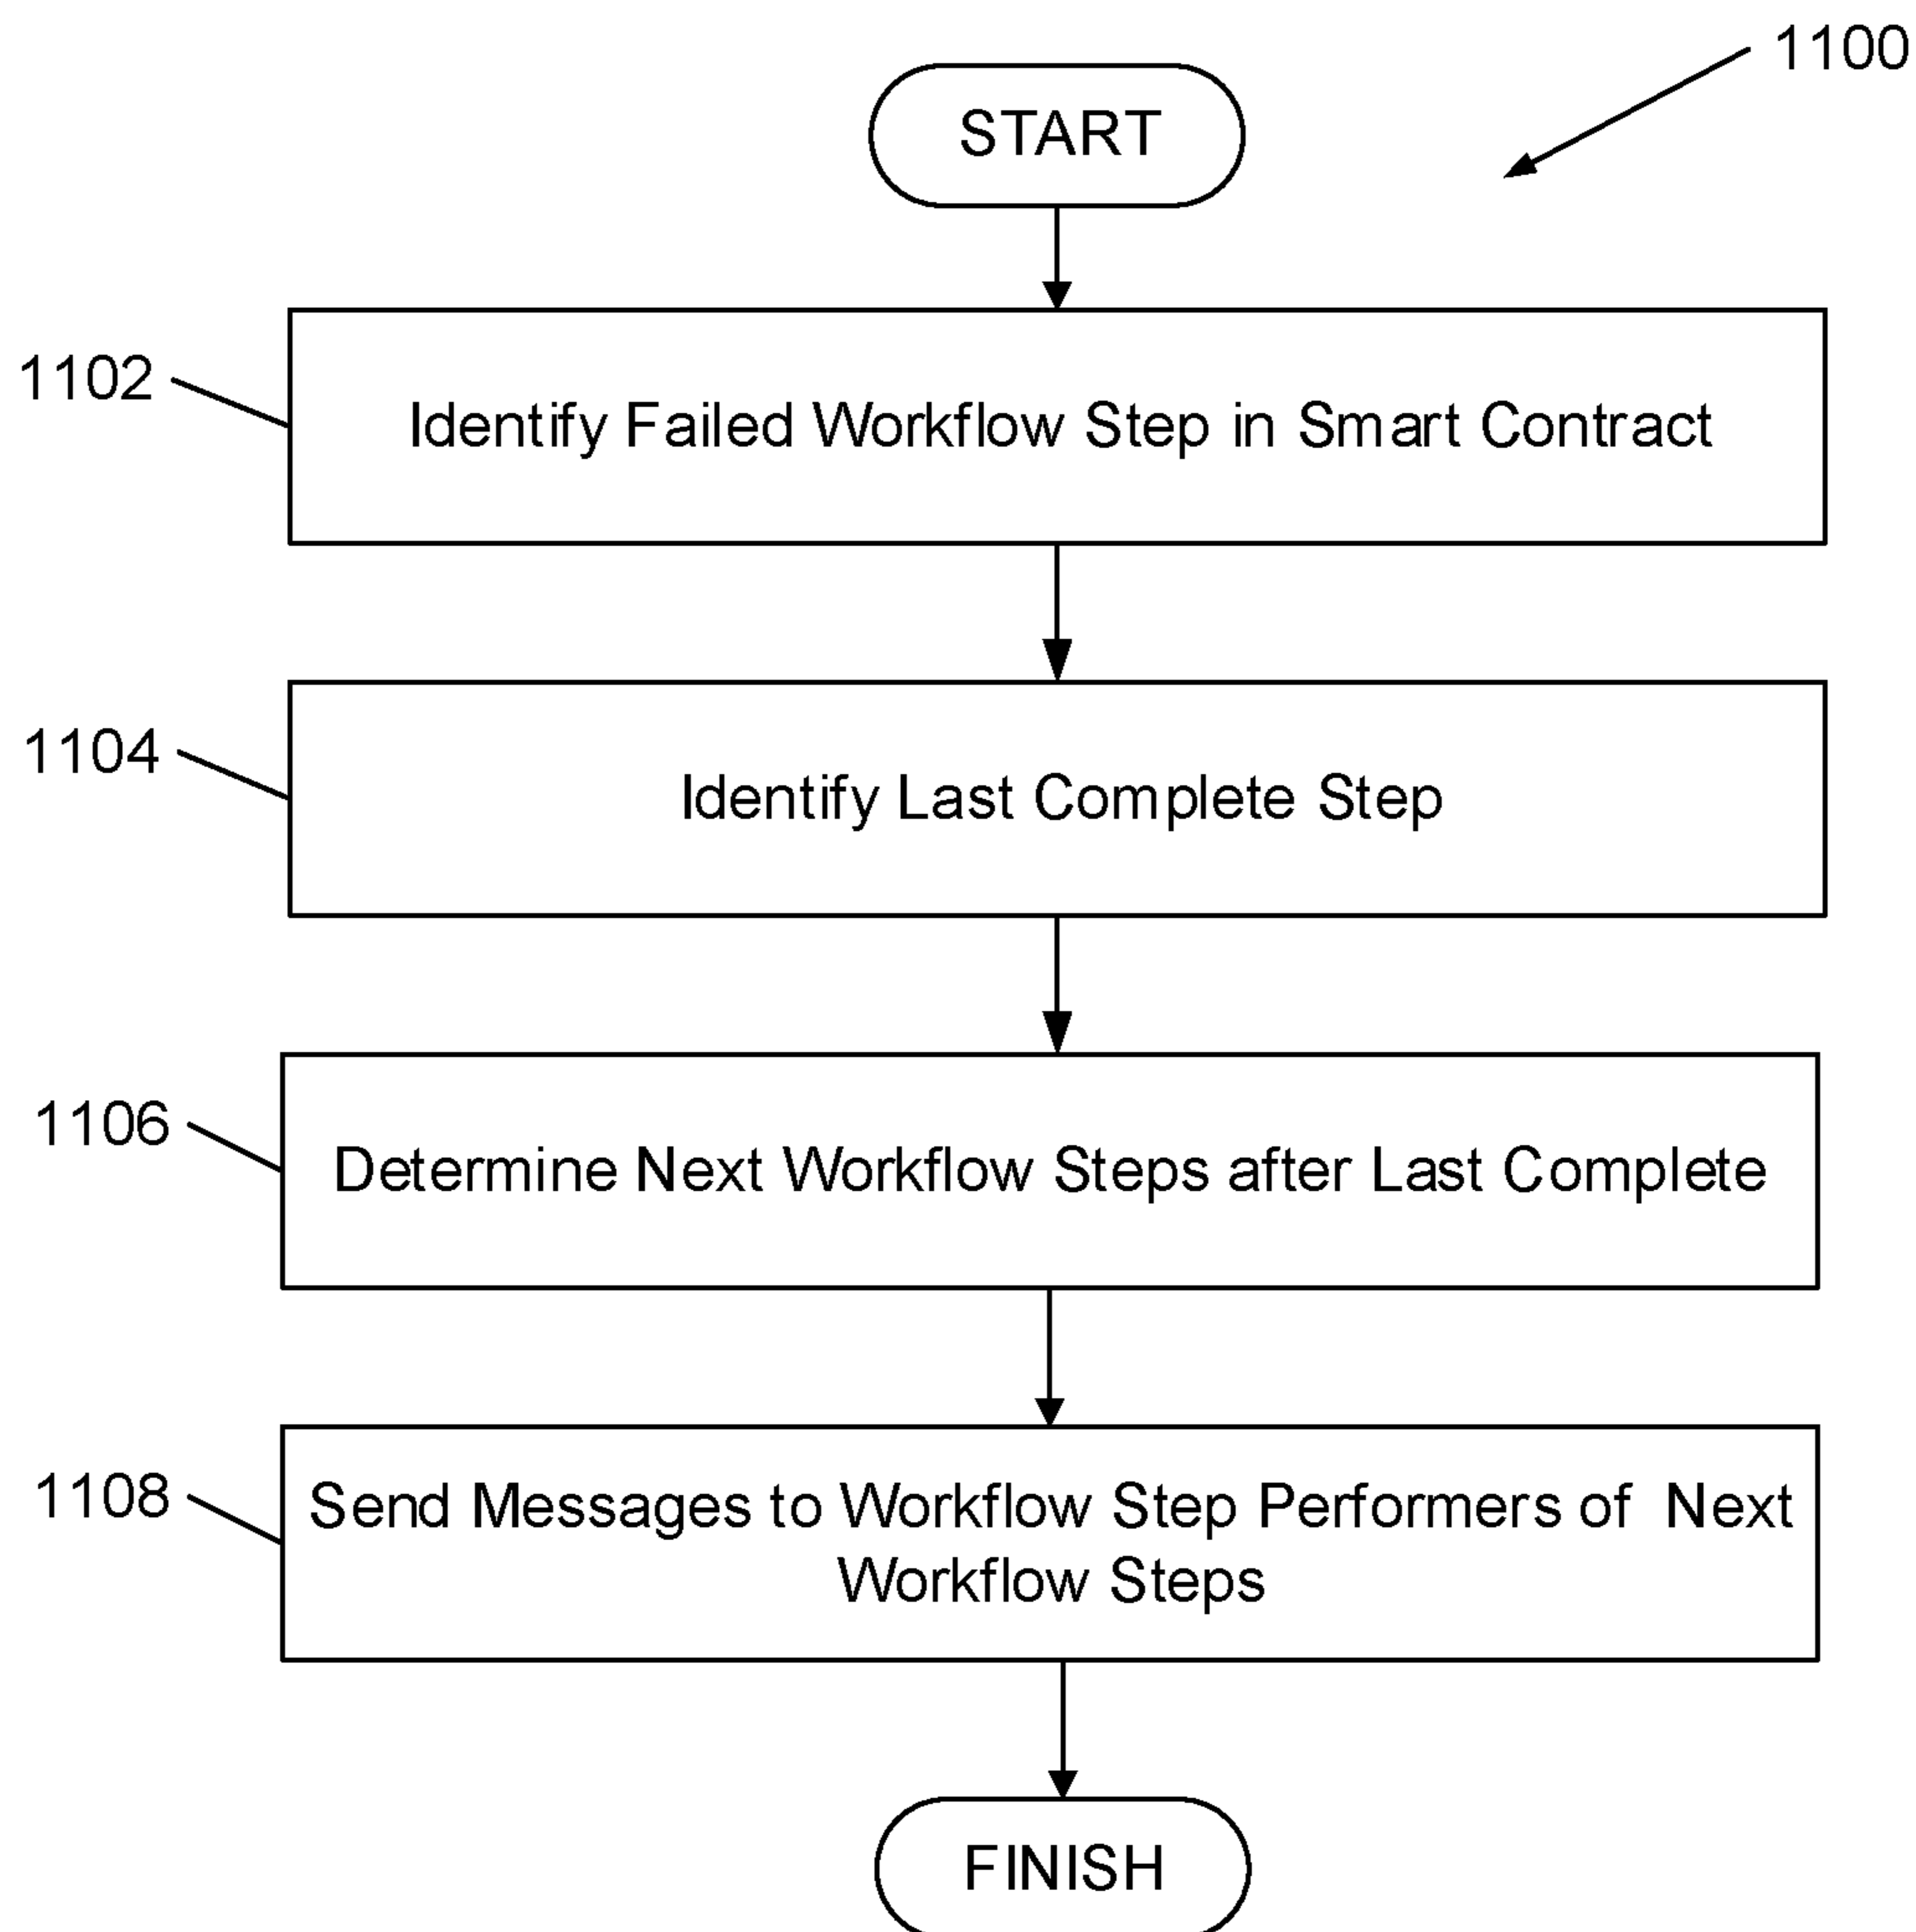 1100
START
1102
Identify Failed Workflow Step in Smart Contract
1104
Identify Last Complete Step
1106
Determine Next Workflow Steps after Last Complete
1108
Send Messages to Workflow Step Performers of Next
Workflow Steps
FINISH